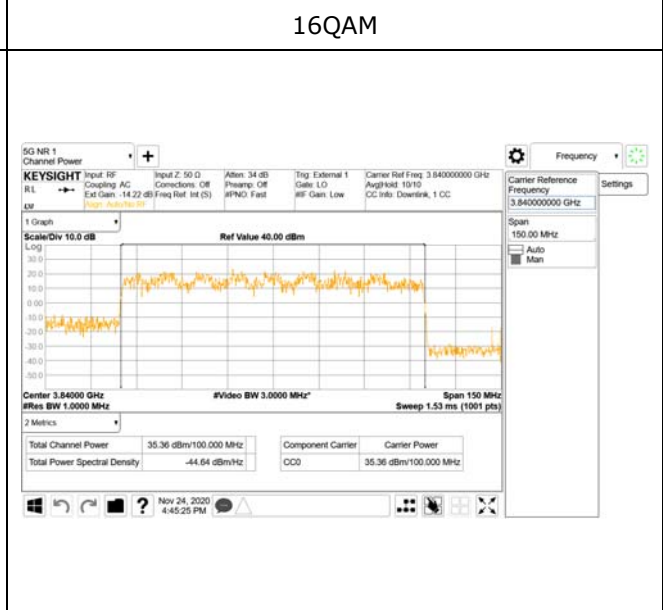 16QAM
5G NR 1
Channel Power
Frequency
KEYSIGHT
Input: RF
Input Z: 50 Ω
Atten: 34 dB
Trig: External 1
Carrier Ref Freq: 3.840000000 GHz
RL
Coupling: AC
Corrections: Off
Preamp: Off
Gate: LO
Avg|Hold: 10/10
Ext Gain: -14.22 dB
Freq Ref: Int (S)
#PNO: Fast
#IF Gain: Low
CC Info: Downlink, 1 CC
Align: Auto/No RF
Carrier Reference
Frequency
3.840000000 GHz
Settings
Span
150.00 MHz
Auto
Man
1 Graph
Scale/Div 10.0 dB
Ref Value 40.00 dBm
Log
30.0
20.0
10.0
0.00
-10.0
-20.0
-30.0
-40.0
-50.0
Center 3.84000 GHz
#Video BW 3.0000 MHz*
Span 150 MHz
#Res BW 1.0000 MHz
Sweep 1.53 ms (1001 pts)
2 Metrics
Total Channel Power
35.36 dBm/100.000 MHz
Component Carrier
Carrier Power
Total Power Spectral Density
-44.64 dBm/Hz
CC0
35.36 dBm/100.000 MHz
?
Nov 24, 2020
4:45:25 PM